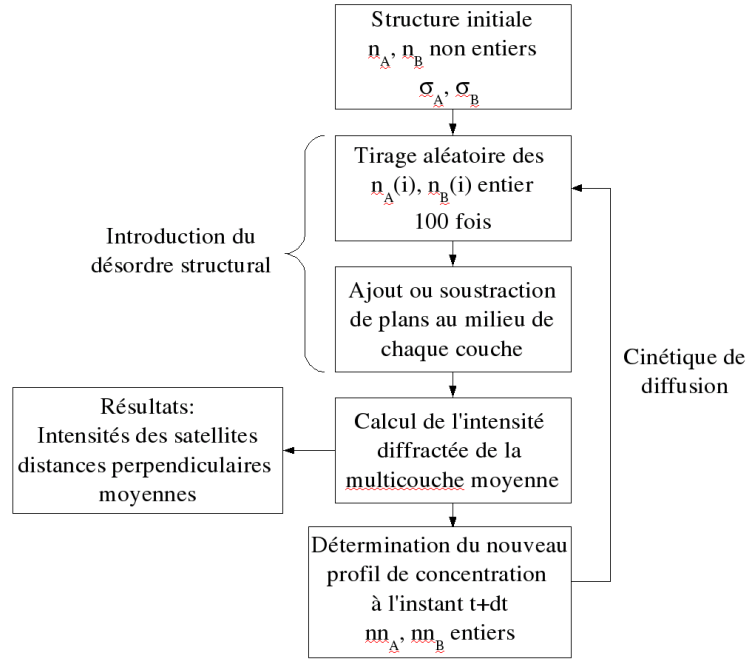 Structure initiale
n_A, n_B non entiers
σ_A, σ_B
Tirage aléatoire des
n_A(i), n_B(i) entier
100 fois
Introduction du
désordre structural
Ajout ou soustraction
de plans au milieu de
chaque couche
Cinétique de
diffusion
Résultats:
Intensités des satellites
distances perpendiculaires
moyennes
Calcul de l'intensité
diffractée de la
multicouche moyenne
Détermination du nouveau
profil de concentration
à l'instant t+dt
nn_A, nn_B entiers